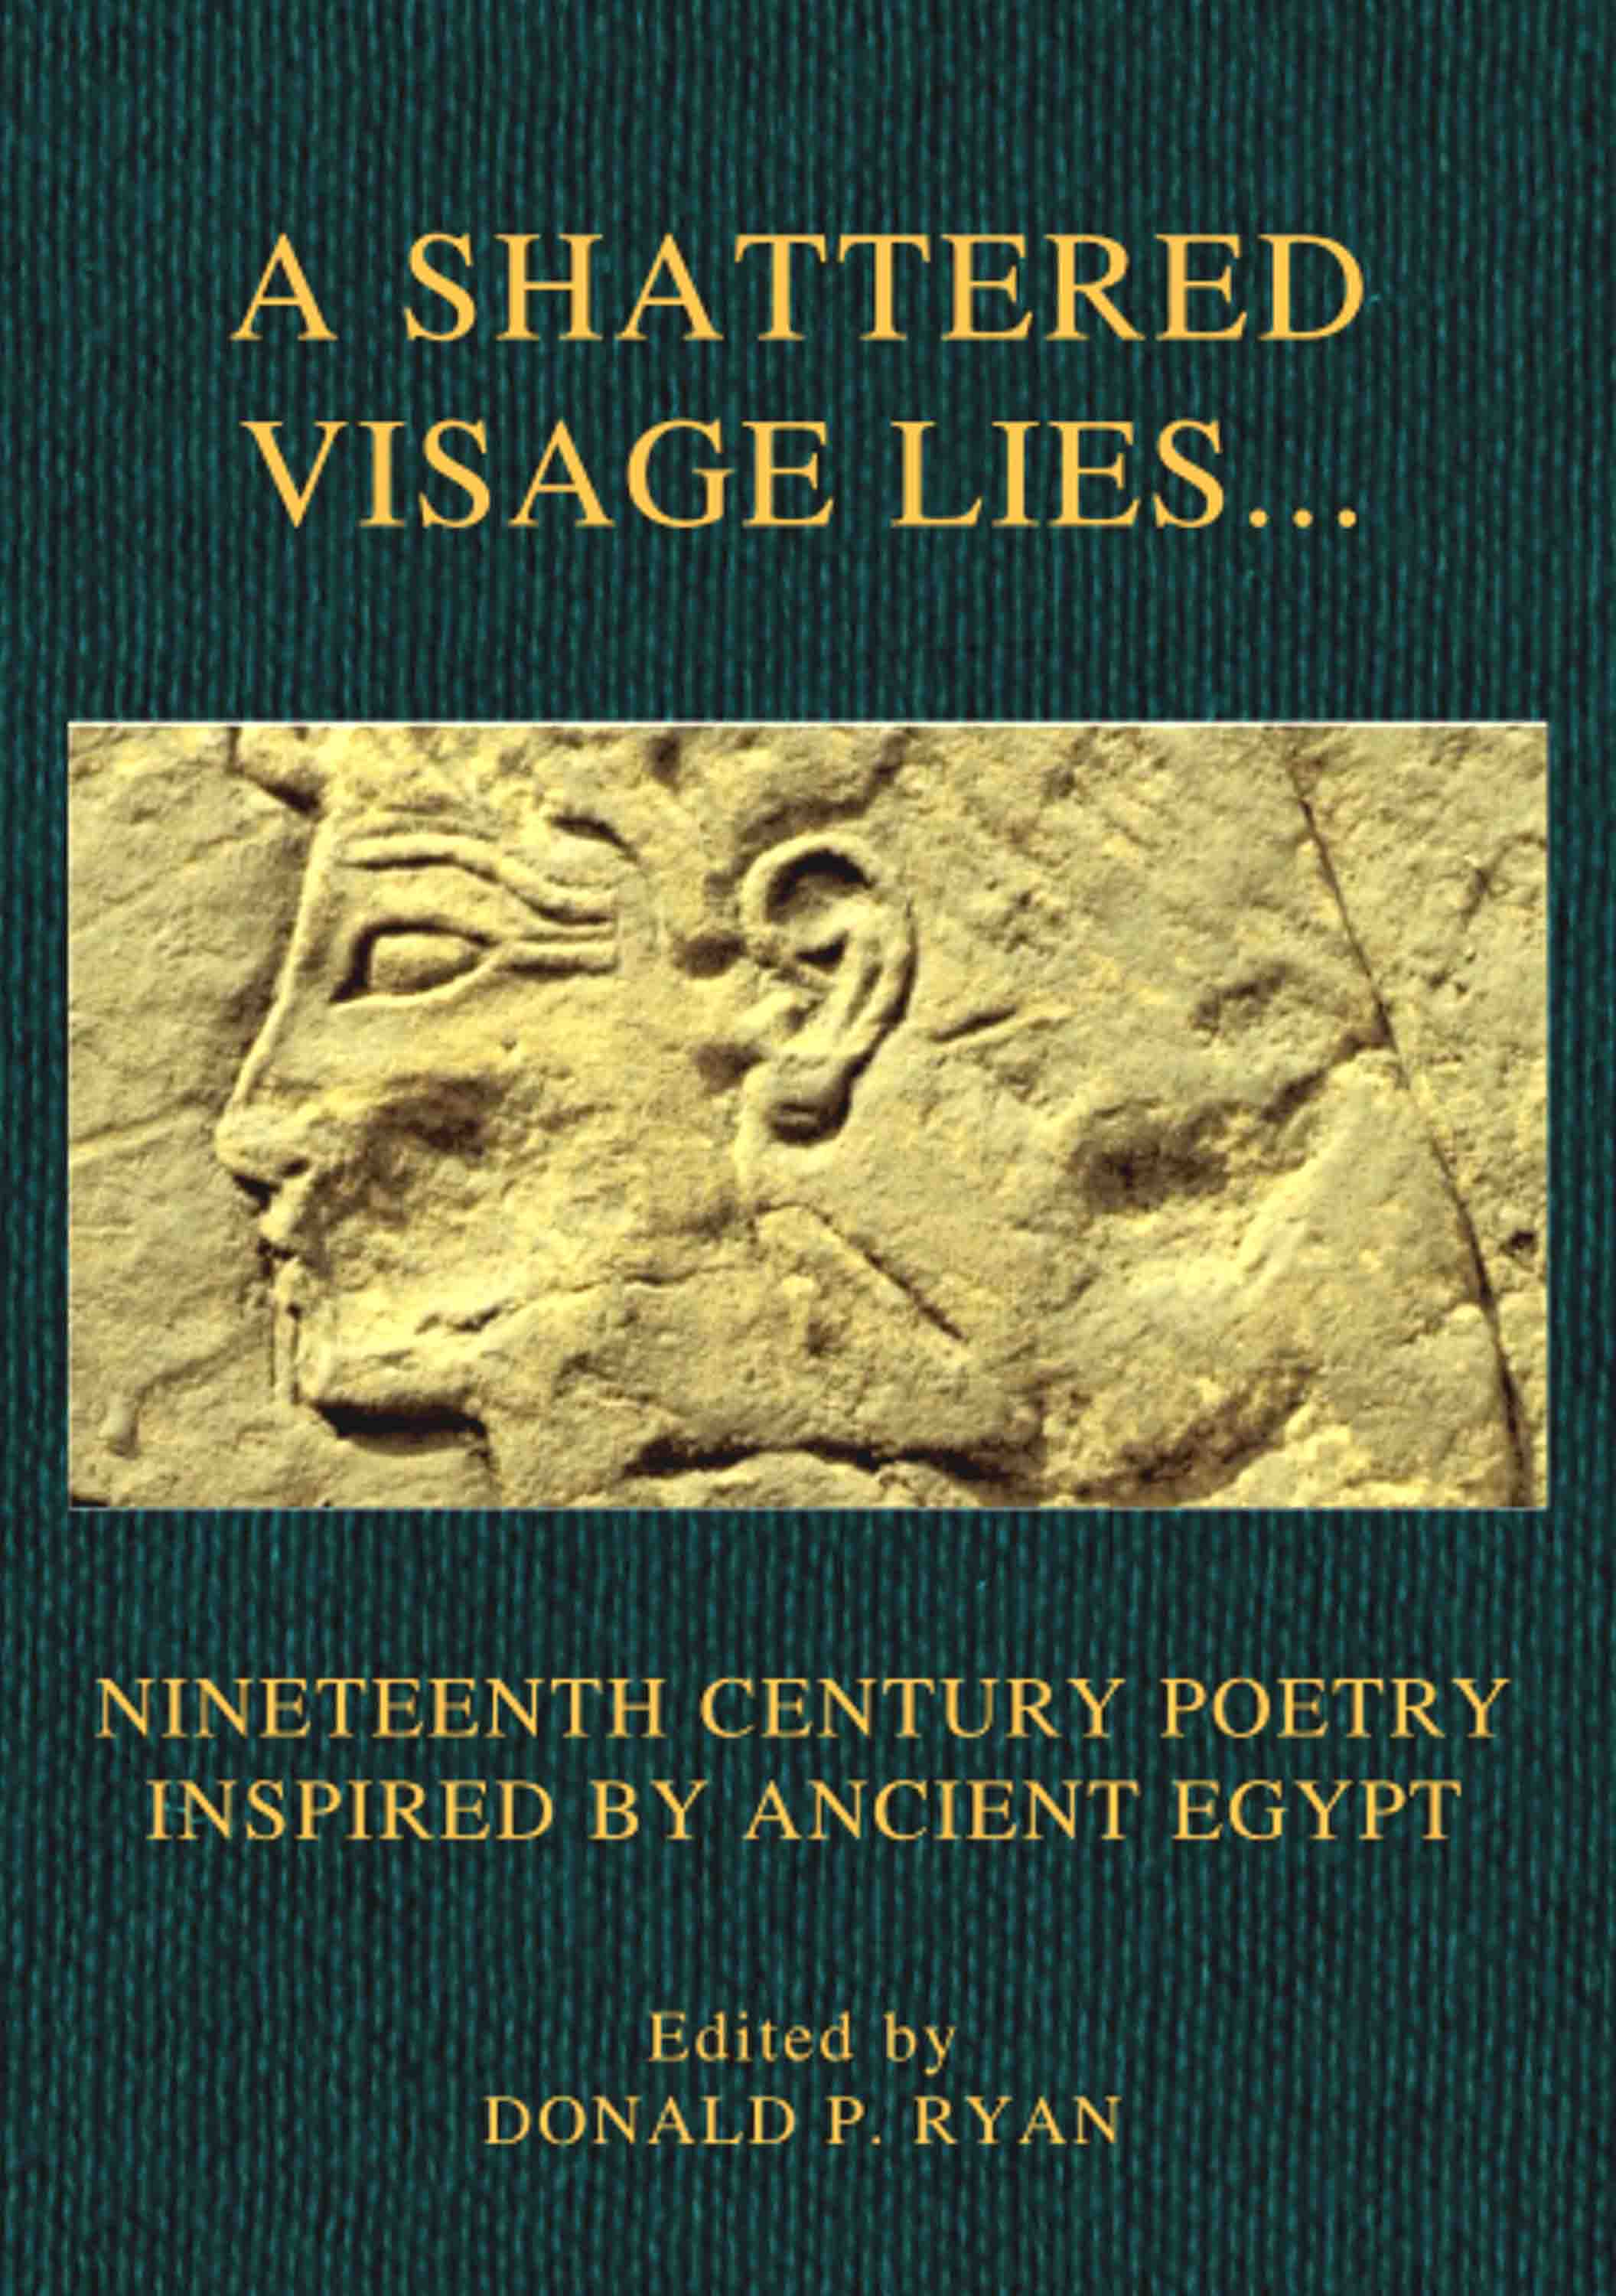 A SHATTERED
VISAGE LIES...
NINETEENTH CENTURY POETRY
INSPIRED BY ANCIENT EGYPT
Edited by
DONALD P. RYAN